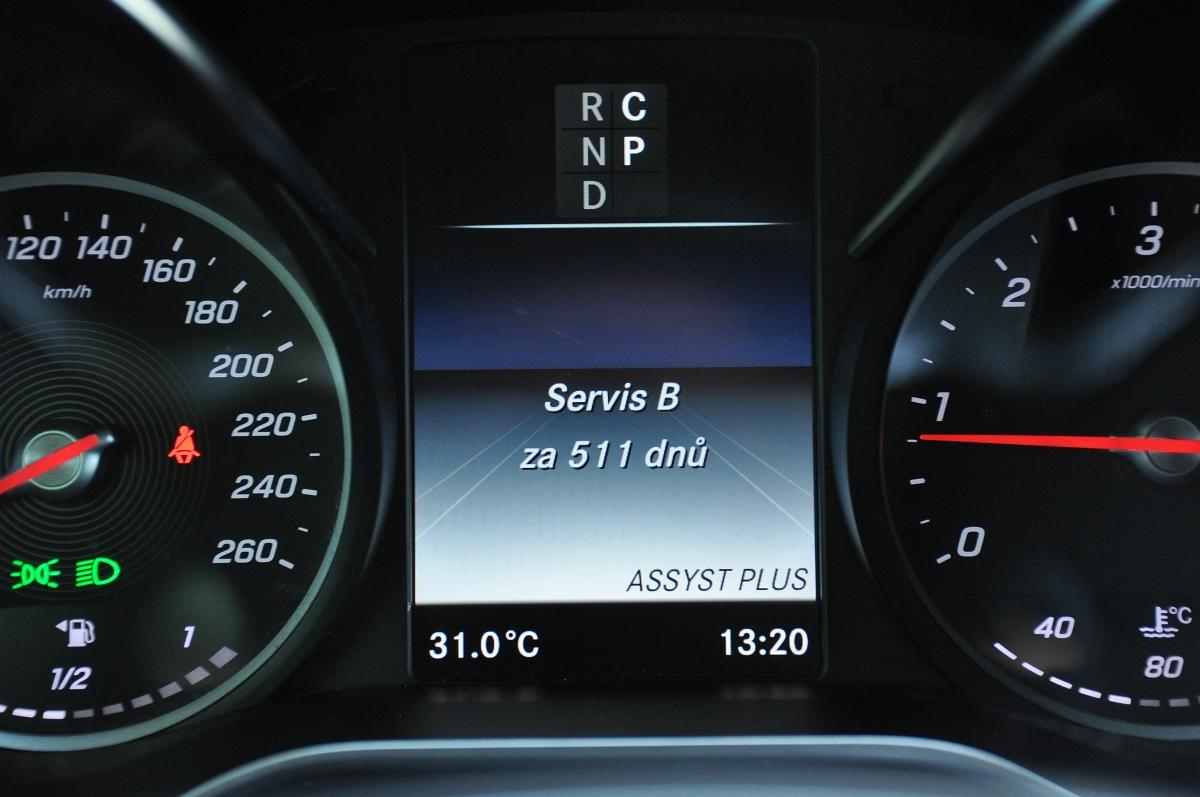 R C
N P
D
120 140 160 180 200 220 240 260
km/h
1/2 1
Servis B
za 511 dnů
ASSYST PLUS
31.0°C 13:20
0 1 2 3
x1000/min
40 80
°C